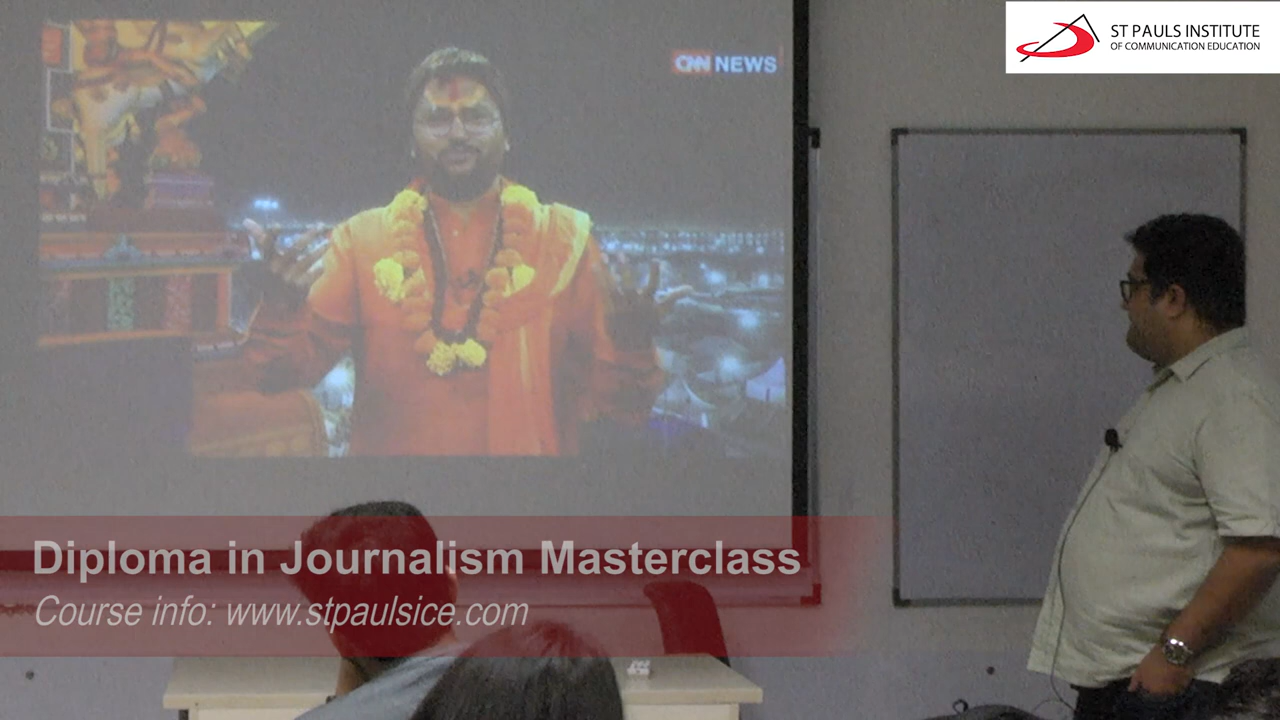 ST PAULS INSTITUTE
OF COMMUNICATION EDUCATION
CNN NEWS
Diploma in Journalism Masterclass
Course info: www.stpaulsice.com